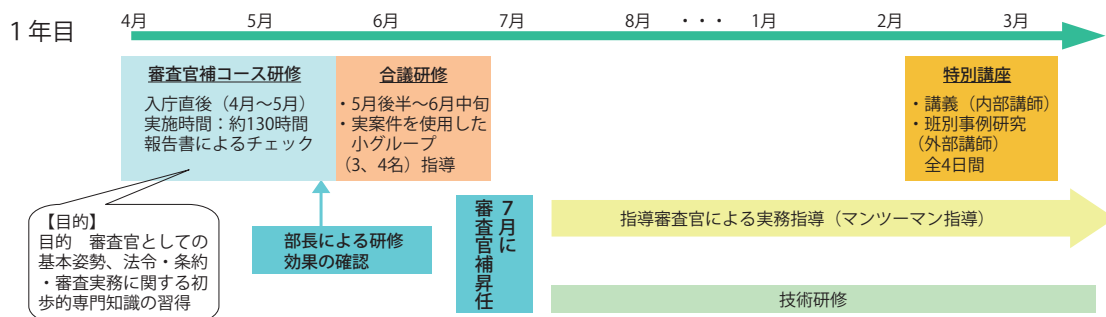 1年目
4月
5月
6月
7月
8月
・・・
1月
2月
3月
審査官補コース研修
入庁直後（4月～5月）
実施時間：約130時間
報告書によるチェック
合議研修
・5月後半～6月中旬
・実案件を使用した
小グループ
（3、4名）指導
特別講座
・講義（内部講師）
・班別事例研究
（外部講師）
全4日間
【目的】
目的　審査官としての
基本姿勢、法令・条約
・審査実務に関する初
歩的専門知識の習得
部長による研修
効果の確認
7月に
審査官補昇任
指導審査官による実務指導（マンツーマン指導）
技術研修